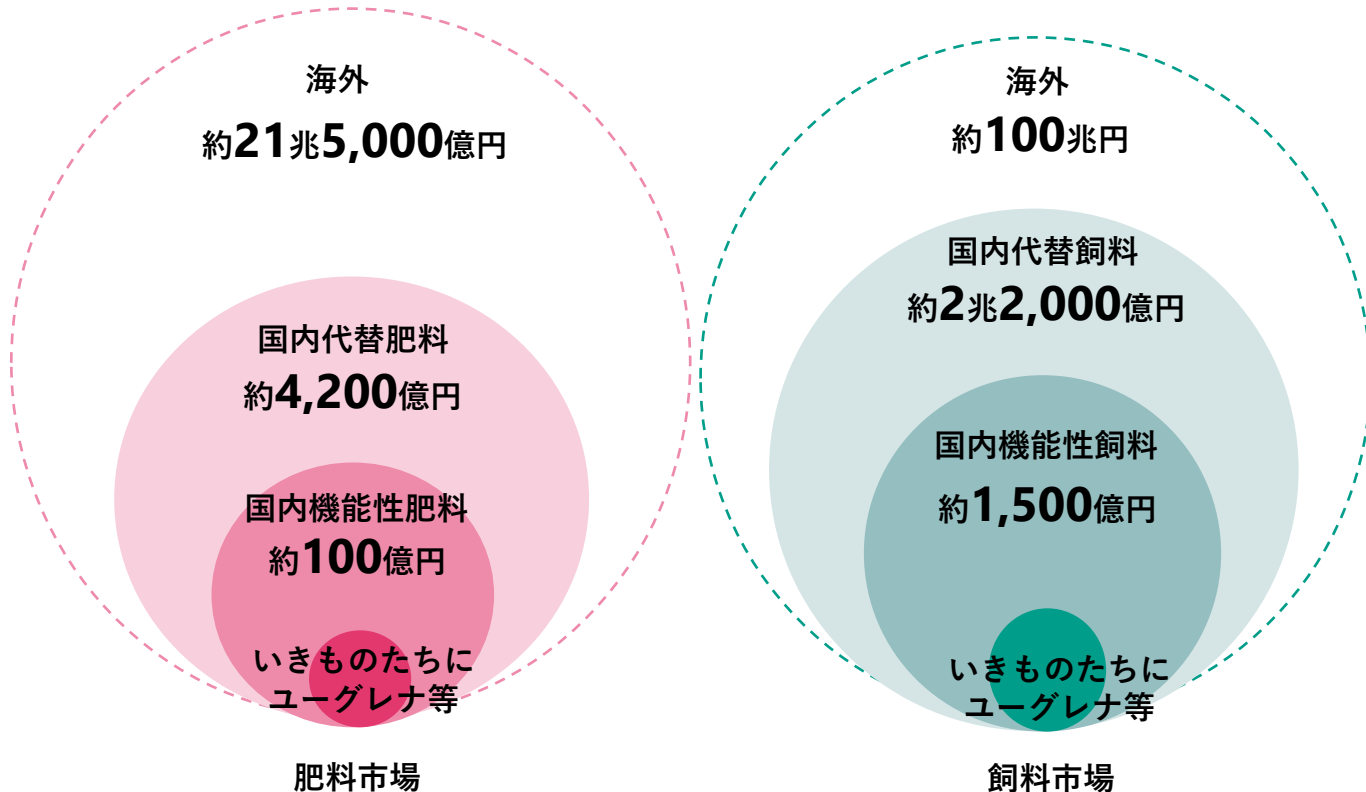 海外
約21兆5,000億円
国内代替肥料
約4,200億円
国内機能性肥料
約100億円
いきものたちに
ユーグレナ等
肥料市場
海外
約100兆円
国内代替飼料
約2兆2,000億円
国内機能性飼料
約1,500億円
いきものたちに
ユーグレナ等
飼料市場